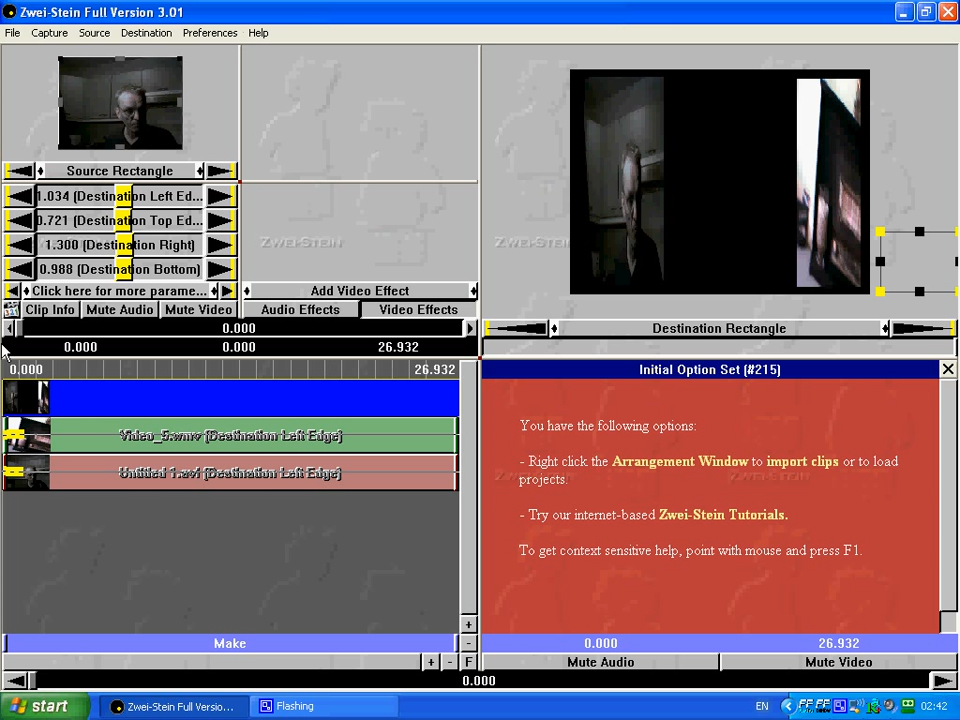 Zwei-Stein Full Version 3.01
File Capture Source Destination Preferences Help
Source Rectangle
1.034 (Destination Left Ed...
0.721 (Destination Top Ed...
1.300 (Destination Right)
0.988 (Destination Bottom)
Click here for more parame...
Clip Info Mute Audio Mute Video
ZWEI-STEIN
Add Video Effect
Audio Effects Video Effects
0.000
0.000 0.000 26.932
ZWEI-STEIN
Destination Rectangle
0.000 26.932
Video_5.wmv (Destination Left Edge)
Untitled 1.avi (Destination Left Edge)
Make
+
-
+ - F
Initial Option Set (#215)
You have the following options:
- Right click the Arrangement Window to import clips or to load
projects.
- Try our internet-based Zwei-Stein Tutorials.
To get context sensitive help, point with mouse and press F1.
0.000 26.932
Mute Audio Mute Video
0.000
start Zwei-Stein Full Versio... Flashing EN 02:42